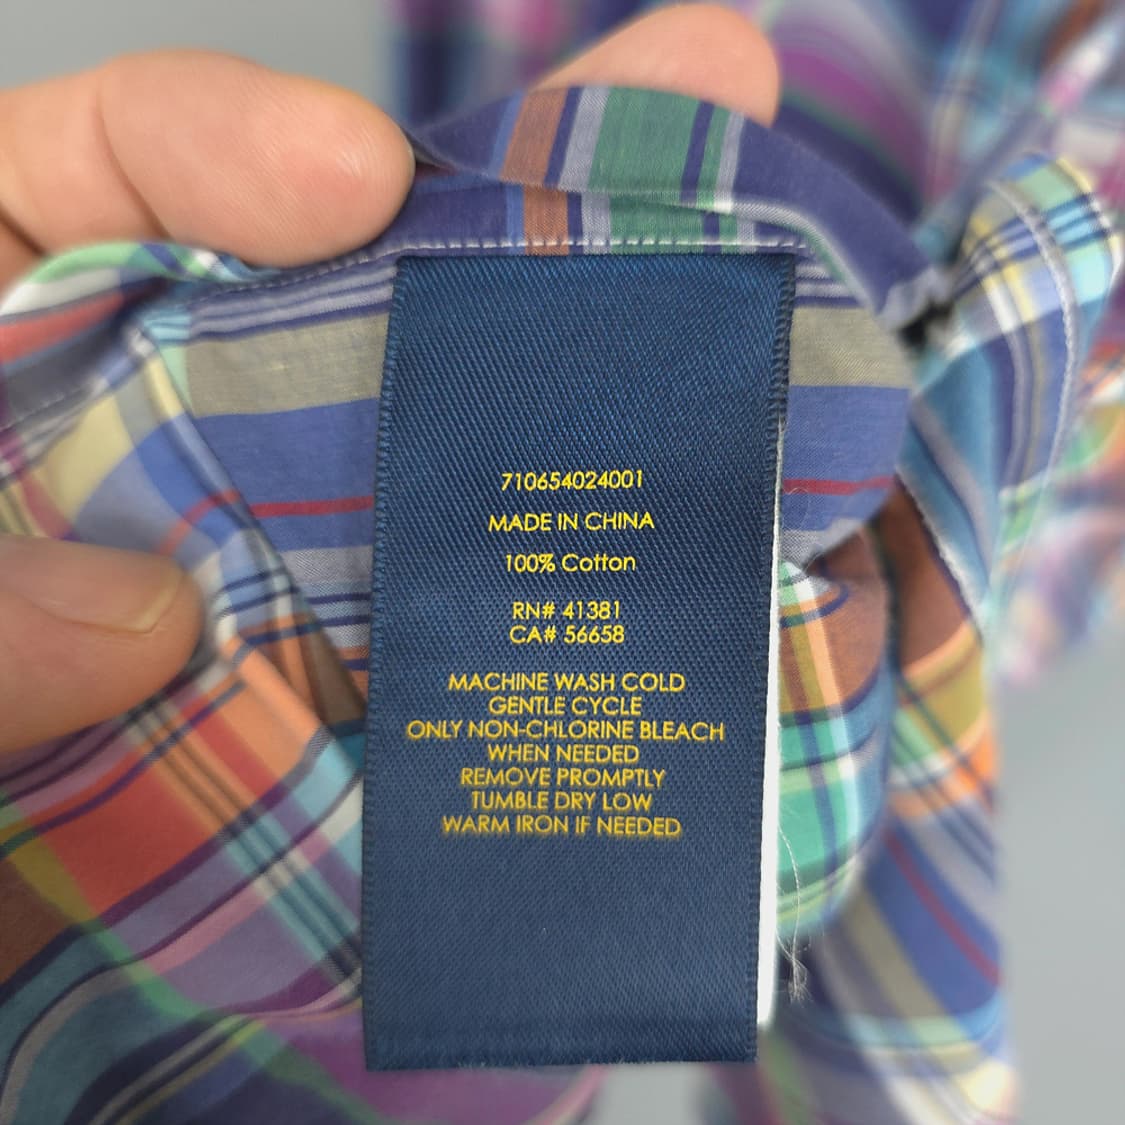 710654024001
MADE IN CHINA
100% Cotton
RN# 41381
CA# 56658
MACHINE WASH COLD
GENTLE CYCLE
ONLY NON-CHLORINE BLEACH
WHEN NEEDED
REMOVE PROMPTLY
TUMBLE DRY LOW
WARM IRON IF NEEDED